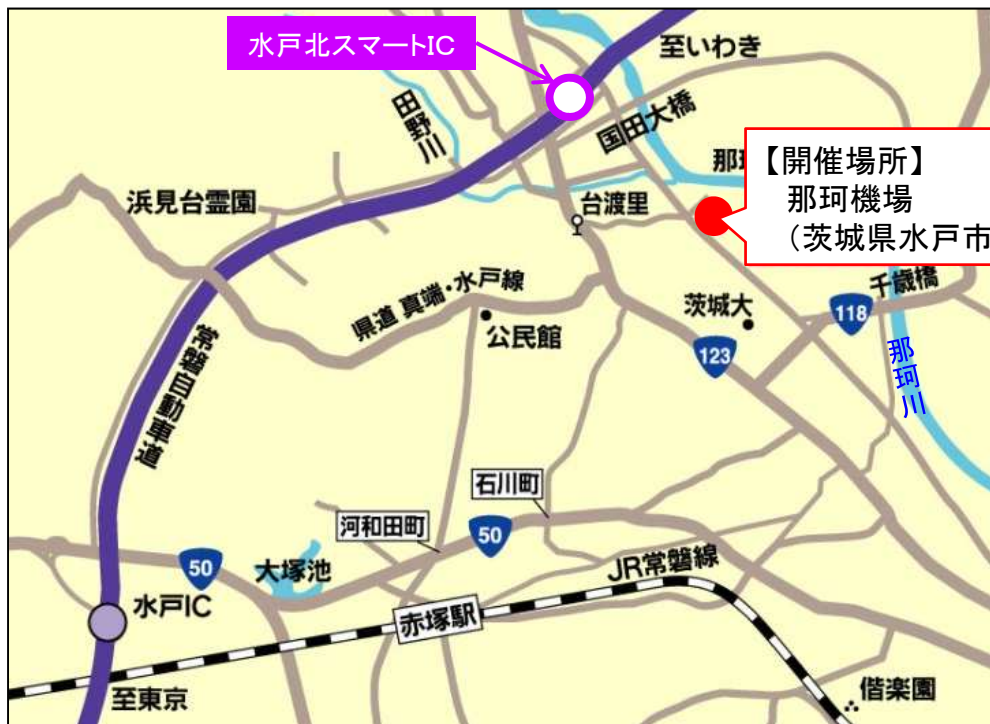 水戸北スマートIC
至いわき
田野川
国田大橋
那珂
【開催場所】
那珂機場
(茨城県水戸市
浜見台霊園
台渡里
千歳橋
県道 真端・水戸線
茨城大
118
公民館
123
那珂川
常磐自動車道
石川町
河和田町
50
50
大塚池
JR常磐線
水戸IC
赤塚駅
至東京
偕楽園